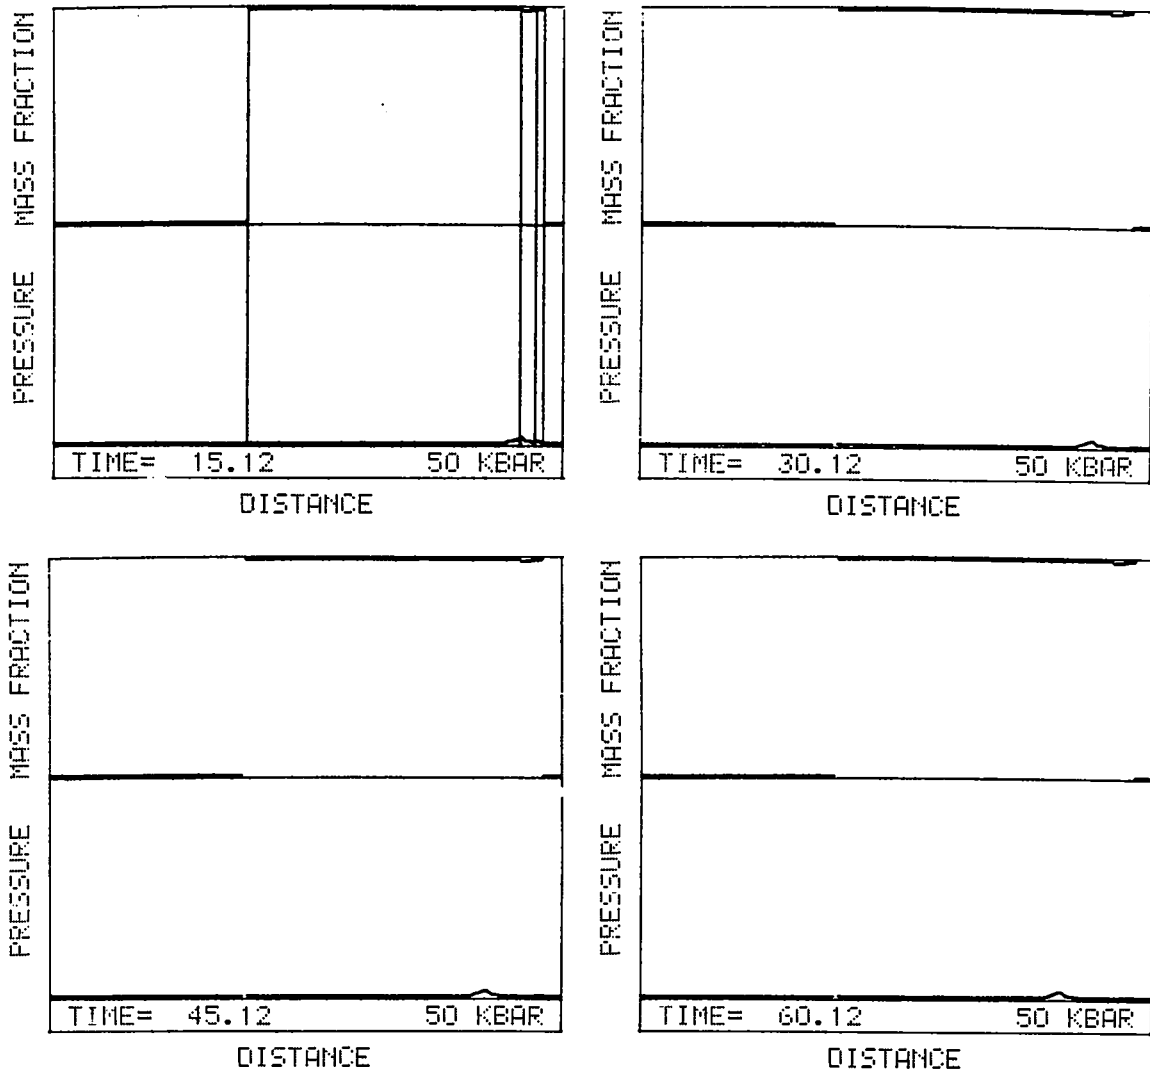 MASS FRACTION
PRESSURE
TIME= 15.12 50 KBAR
DISTANCE
MASS FRACTION
PRESSURE
TIME= 30.12 50 KBAR
DISTANCE
MASS FRACTION
PRESSURE
TIME= 45.12 50 KBAR
DISTANCE
MASS FRACTION
PRESSURE
TIME= 60.12 50 KBAR
DISTANCE